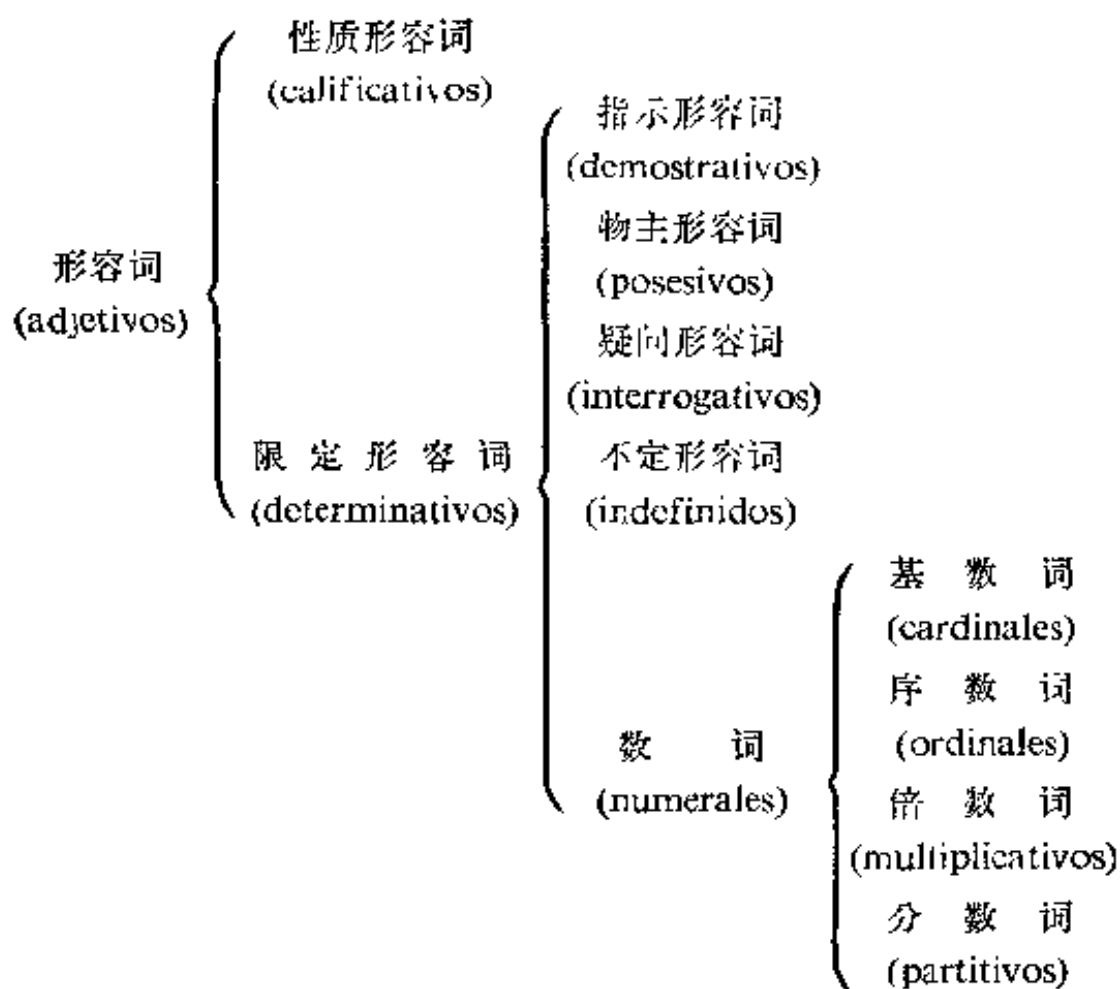 形容词
(adjetivos)
性质形容词
(calificativos)
限定形容词
(determinativos)
指示形容词
(demostrativos)
物主形容词
(posesivos)
疑问形容词
(interrogativos)
不定形容词
(indefinidos)
数词
(numerales)
基数词
(cardinales)
序数词
(ordinales)
倍数词
(multiplicativos)
分数词
(partitivos)